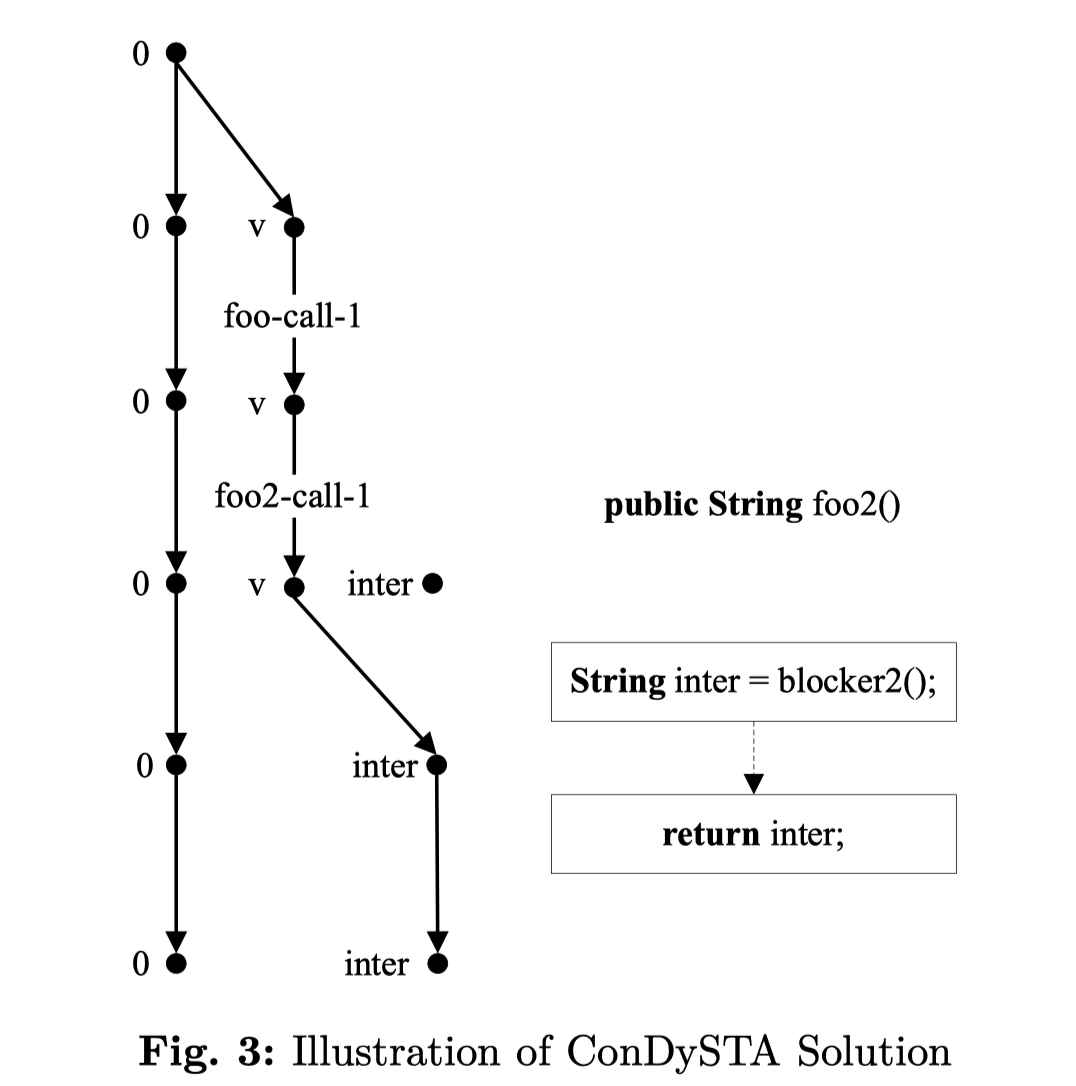 0
0 v
foo-call-1
0 v
foo2-call-1
public String foo2()
0 v inter
String inter = blocker2();
0 inter
return inter;
0 inter
Fig. 3: Illustration of ConDySTA Solution